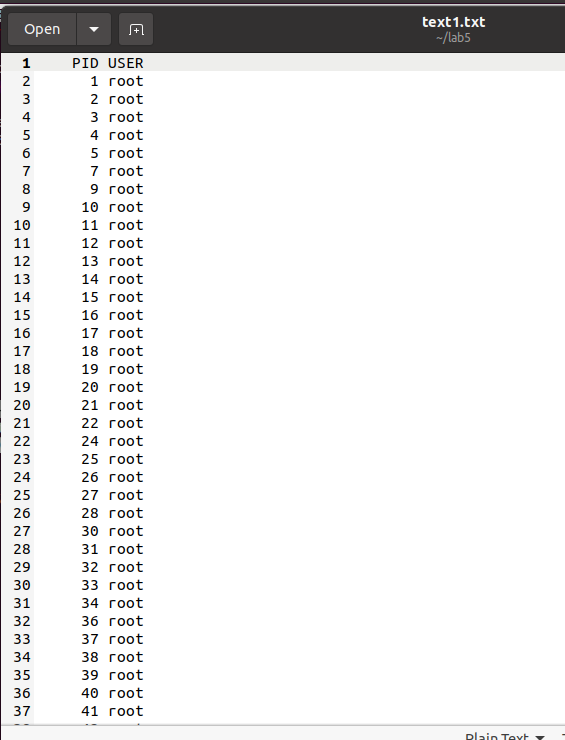 Open
text1.txt
~/lab5
1 PID USER
2 1 root
3 2 root
4 3 root
5 4 root
6 5 root
7 7 root
8 9 root
9 10 root
10 11 root
11 12 root
12 13 root
13 14 root
14 15 root
15 16 root
16 17 root
17 18 root
18 19 root
19 20 root
20 21 root
21 22 root
22 24 root
23 25 root
24 26 root
25 27 root
26 28 root
27 30 root
28 31 root
29 32 root
30 33 root
31 34 root
32 36 root
33 37 root
34 38 root
35 39 root
36 40 root
37 41 root
Plain Text